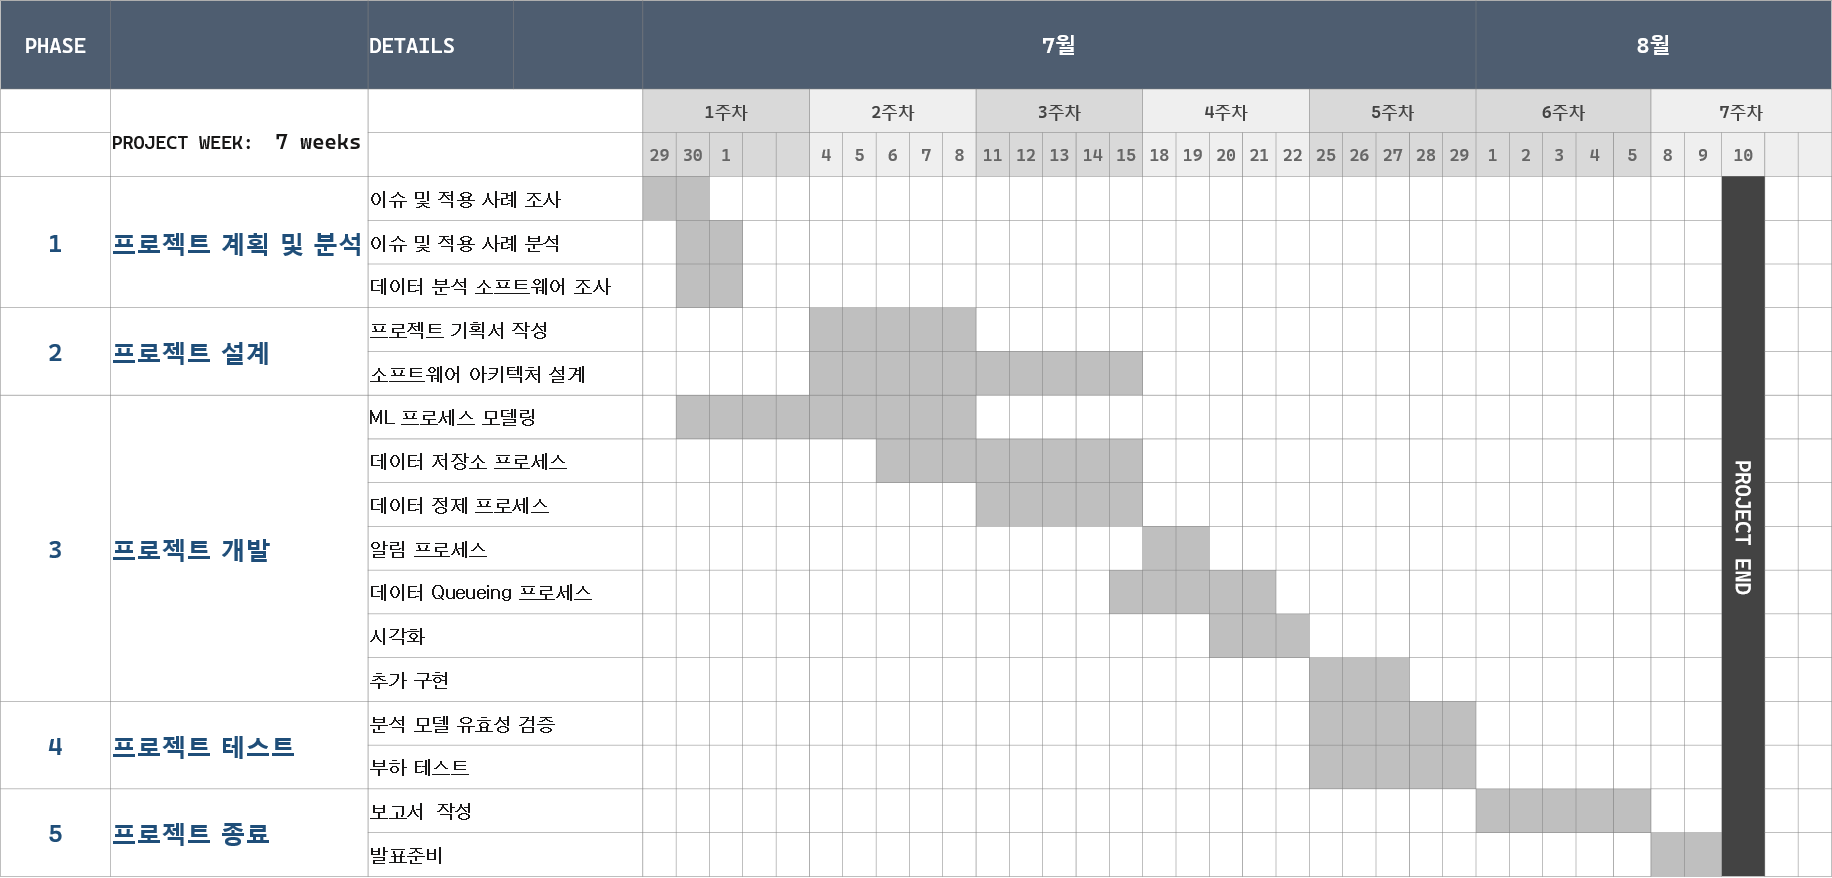 PHASE DETAILS 7월 8월
1주차 2주차 3주차 4주차 5주차 6주차 7주차
PROJECT WEEK: 7 weeks
29 30 1 4 5 6 7 8 11 12 13 14 15 18 19 20 21 22 25 26 27 28 29 1 2 3 4 5 8 9 10
1 프로젝트 계획 및 분석
이슈 및 적용 사례 조사
이슈 및 적용 사례 분석
데이터 분석 소프트웨어 조사
2 프로젝트 설계
프로젝트 기획서 작성
소프트웨어 아키텍처 설계
3 프로젝트 개발
ML 프로세스 모델링
데이터 저장소 프로세스
데이터 정제 프로세스
알림 프로세스
데이터 Queueing 프로세스
시각화
추가 구현
4 프로젝트 테스트
분석 모델 유효성 검증
부하 테스트
5 프로젝트 종료
보고서 작성
발표준비
PROJECT END